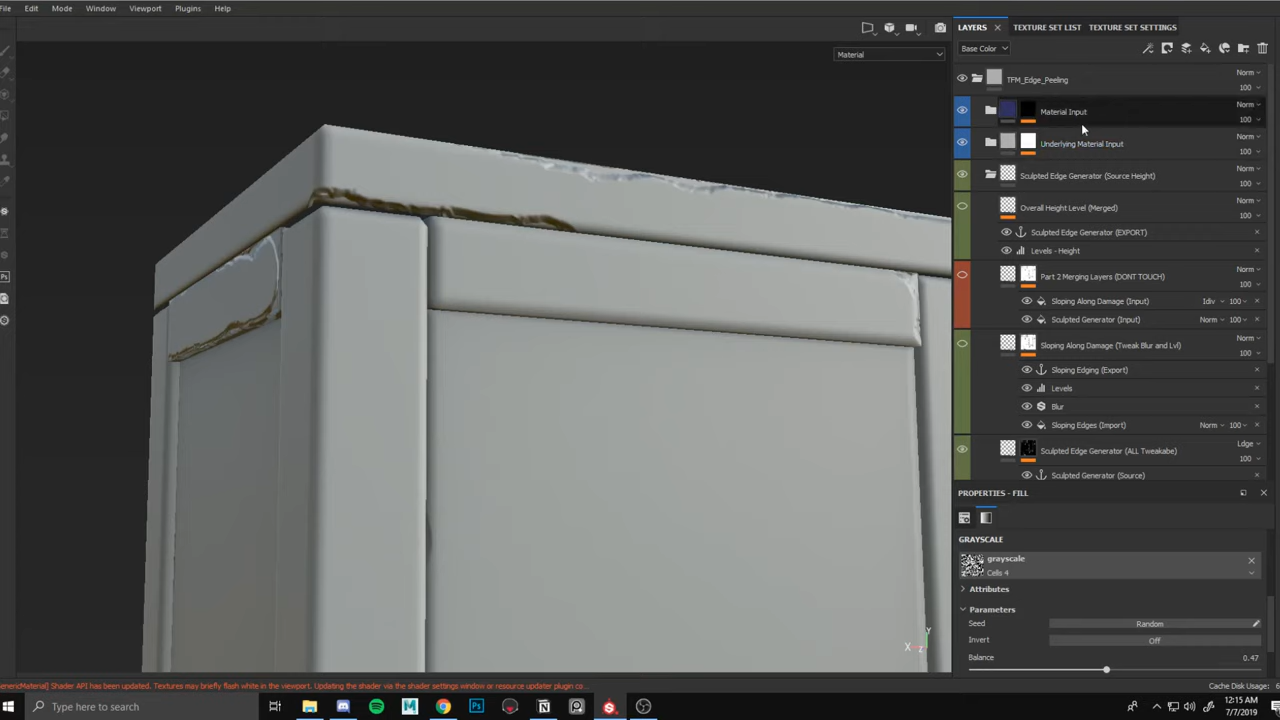 File Edit Mode Window Viewport Plugins Help
LAYERS TEXTURE SET LIST TEXTURE SET SETTINGS
Material
Base Color
TFM_Edge_Peeling Norm 100
Material Input Norm 100
Underlying Material Input Norm 100
Sculpted Edge Generator (Source Height) Norm 100
Overall Height Level (Merged) Norm 100
Sculpted Edge Generator (EXPORT)
Levels - Height
Part 2 Merging Layers (DONT TOUCH) Norm 100
Sloping Along Damage (Input) Idiv 100
Sculpted Generator (Input) Norm 100
Sloping Along Damage (Tweak Blur and Lvl) Norm 100
Sloping Edging (Export)
Levels
Blur
Sloping Edges (Import) Norm 100
Sculpted Edge Generator (ALL Tweakabe) Ldge 100
Sculpted Generator (Source)
PROPERTIES - FILL
GRAYSCALE
grayscale
Cells 4
Attributes
Parameters
Seed Random
Invert Off
Balance 0.47
Y
X Z
GenericMaterial] Shader API has been updated. Textures may briefly flash white in the viewport. Updating the shader via the shader settings window or resource updater plugin co...
Cache Disk Usage:
Type here to search
12:15 AM
7/7/2019